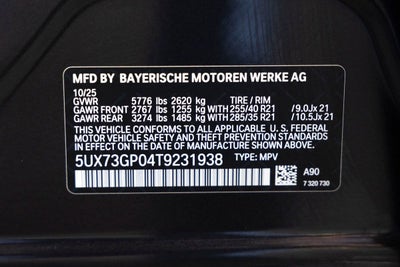 MFD BY BAYERISCHE MOTOREN WERKE AG
10/25
GVWR 5776 lbs 2620 kg TIRE / RIM
GAWR FRONT 2767 lbs 1255 kg WITH 255/40 R21 /9.0Jx 21
GAWR REAR 3274 lbs 1485 kg WITH 285/35 R21 /10.5Jx 21
THIS VEHICLE CONFORMS TO ALL APPLICABLE U. S. FEDERAL
MOTOR VEHICLE SAFETY, BUMPER, AND THEFT PREVENTION
STANDARDS IN EFFECT ON THE DATE OF MANUFACTURE SHOWN ABOVE.
5UX73GP04T9231938 TYPE: MPV
A90
7 320 730